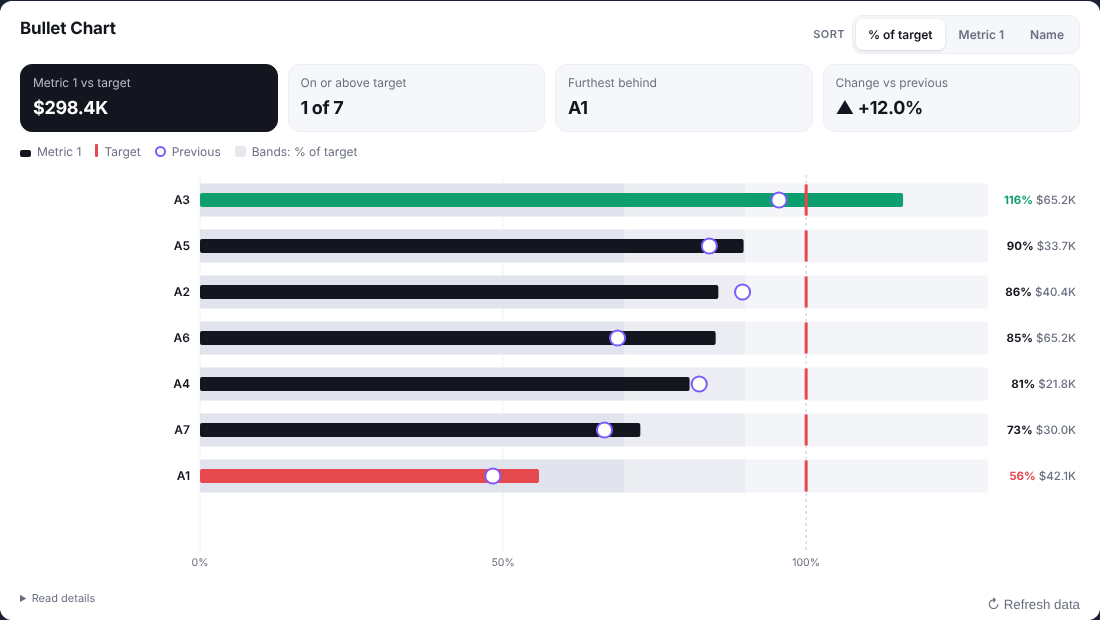 Bullet Chart
SORT % of target Metric 1 Name
Metric 1 vs target
$298.4K
On or above target
1 of 7
Furthest behind
A1
Change vs previous
▲ +12.0%
Metric 1 Target Previous Bands: % of target
A3 116% $65.2K
A5 90% $33.7K
A2 86% $40.4K
A6 85% $65.2K
A4 81% $21.8K
A7 73% $30.0K
A1 56% $42.1K
0% 50% 100%
Read details
Refresh data